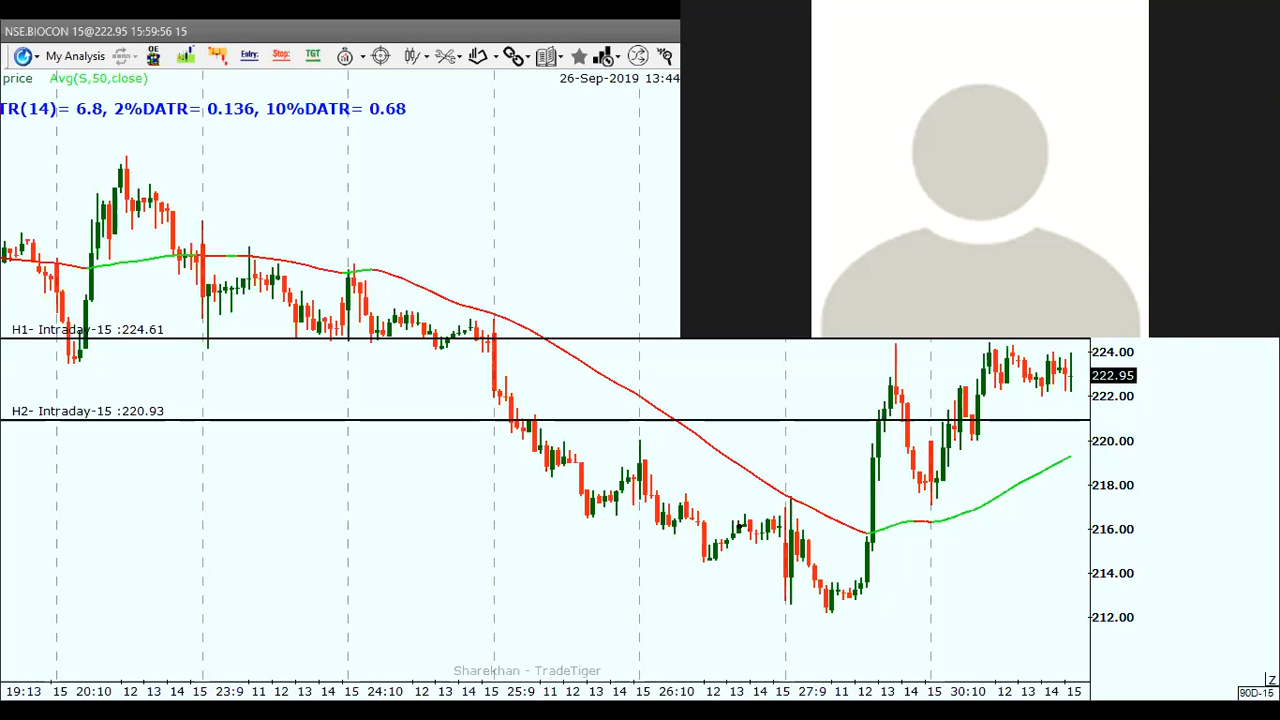 NSE.BIOCON 15@222.95 15:59:56 15
My Analysis OE Entry: Stop: TGT
price Avg(S,50,close) 26-Sep-2019 13:44
TR(14)= 6.8, 2%DATR= 0.136, 10%DATR= 0.68
H1- Intraday-15 :224.61
224.00
222.95
222.00
H2- Intraday-15 :220.93
220.00
218.00
216.00
214.00
212.00
Sharekhan - TradeTiger
19:13 15 20:10 12 13 14 15 23:9 11 12 13 14 15 24:10 12 13 14 15 25:9 11 12 13 14 15 26:10 12 13 14 15 27:9 11 12 13 14 15 30:10 12 13 14 15
Z
90D-15